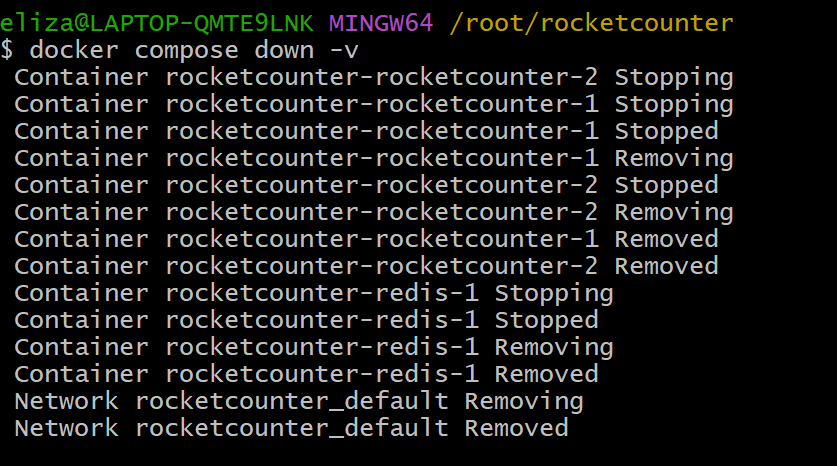 eliza@LAPTOP-QMTE9LNK MINGW64 /root/rocketcounter
$ docker compose down -v
Container rocketcounter-rocketcounter-2 Stopping
Container rocketcounter-rocketcounter-1 Stopping
Container rocketcounter-rocketcounter-1 Stopped
Container rocketcounter-rocketcounter-1 Removing
Container rocketcounter-rocketcounter-2 Stopped
Container rocketcounter-rocketcounter-2 Removing
Container rocketcounter-rocketcounter-1 Removed
Container rocketcounter-rocketcounter-2 Removed
Container rocketcounter-redis-1 Stopping
Container rocketcounter-redis-1 Stopped
Container rocketcounter-redis-1 Removing
Container rocketcounter-redis-1 Removed
Network rocketcounter_default Removing
Network rocketcounter_default Removed